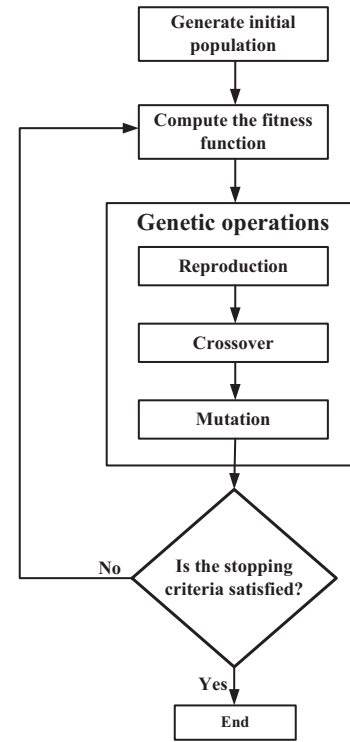 Generate initial
population
Compute the fitness
function
Genetic operations
Reproduction
Crossover
Mutation
Is the stopping
criteria satisfied?
No
Yes
End